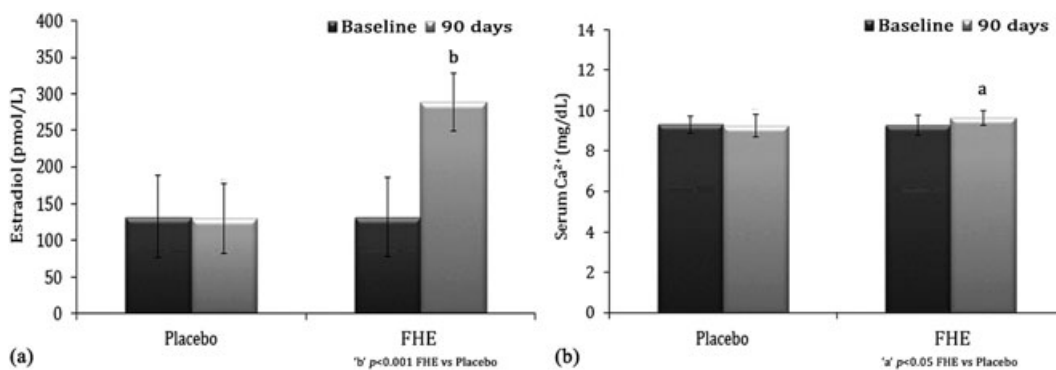 Baseline 90 days
b
400
350
300
250
200
150
100
50
0
Estradiol (pmol/L)
Placebo FHE
(a)
'b' p<0.001 FHE vs Placebo
Baseline 90 days
a
14
12
10
8
6
4
2
0
Serum Ca²⁺ (mg/dL)
Placebo FHE
(b)
'a' p<0.05 FHE vs Placebo